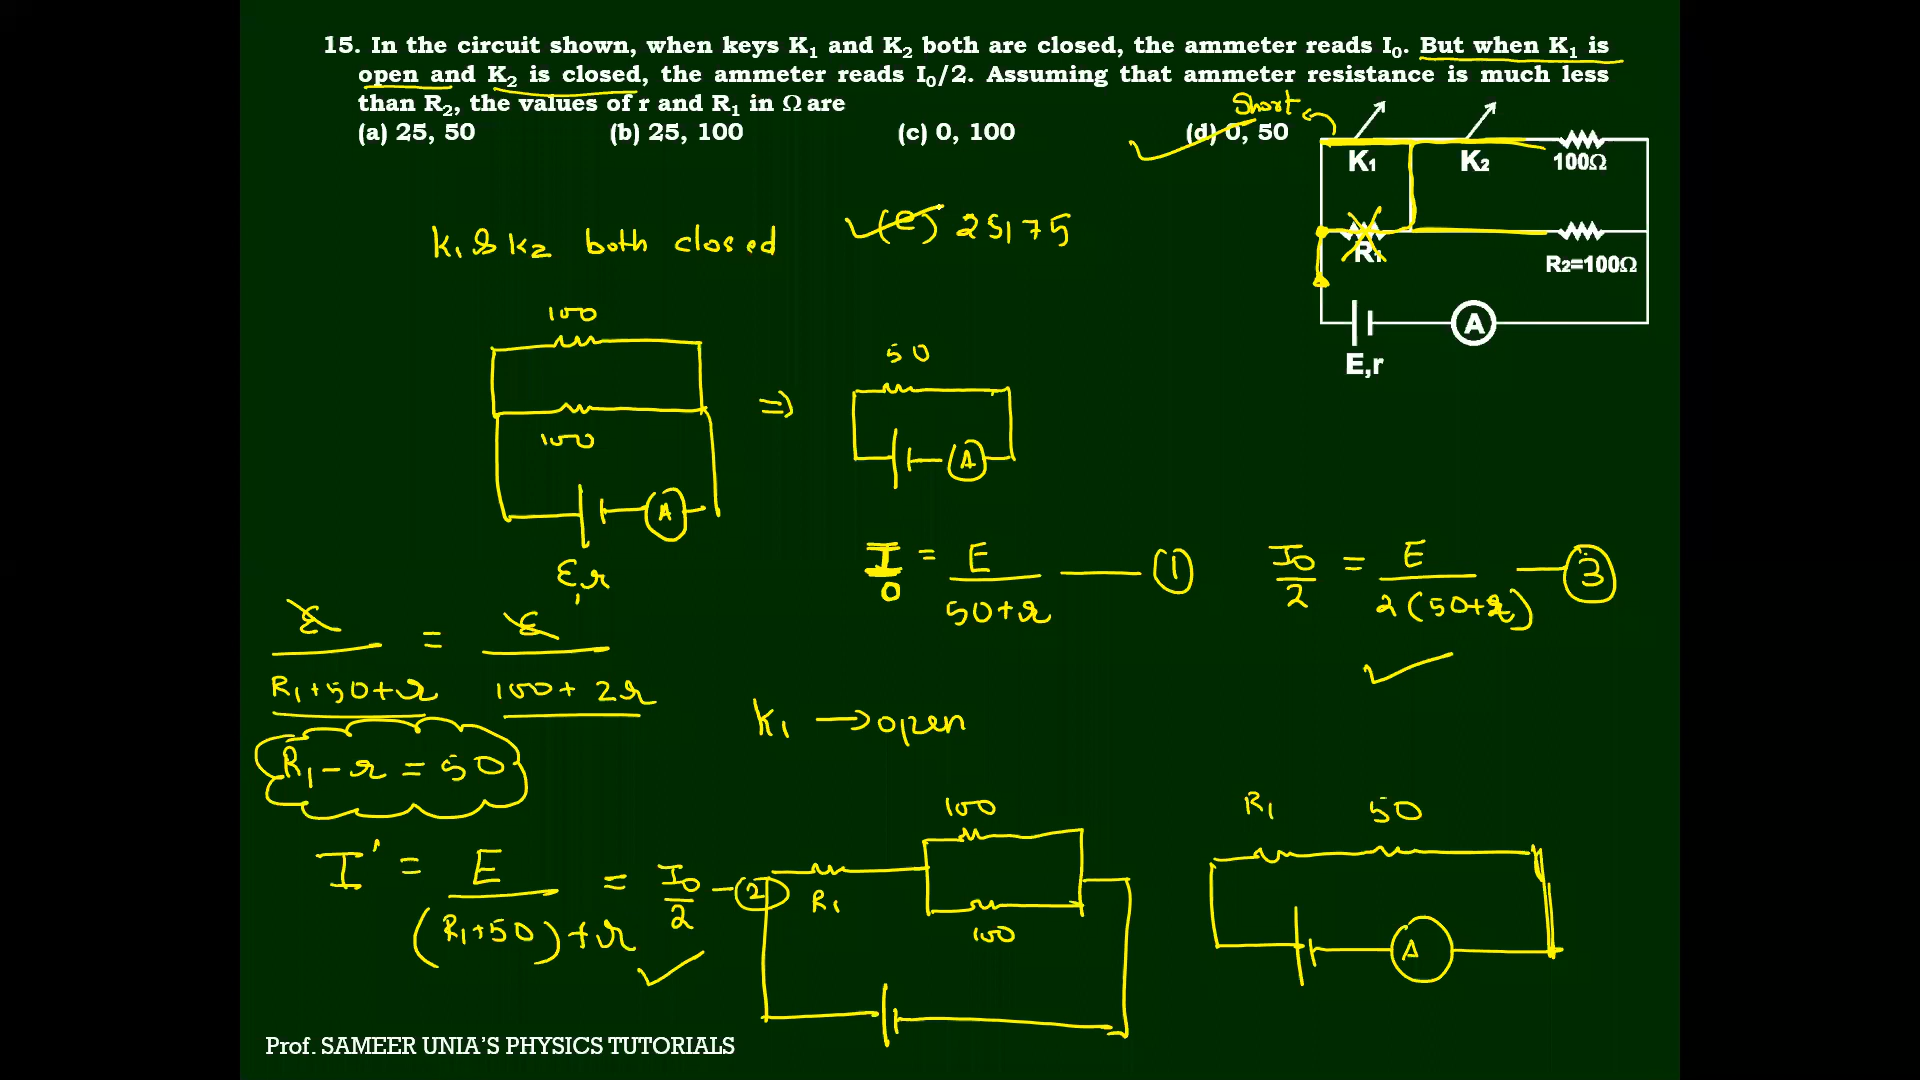 15. In the circuit shown, when keys K₁ and K₂ both are closed, the ammeter reads I₀. But when K₁ is
open and K₂ is closed, the ammeter reads I₀/2. Assuming that ammeter resistance is much less
than R₂, the values of r and R₁ in Ω are
(a) 25, 50 (b) 25, 100 (c) 0, 100 (d) 0, 50
Short
K₁ K₂ 100Ω
R₁ R₂=100Ω
A
E,r
K₁ & K₂ both closed
(e) 25, 75
100
100
A
ε, r
⇒
50
A
I₀ = E / (50+r) — ①
I₀/2 = E / 2(50+r) — ③
ε / (R₁+50+r) = ε / (100+2r)
R₁ - r = 50
K₁ → open
I' = E / ((R₁+50)+r) = I₀/2 - ②
100
R₁
100
R₁ 50
A
Prof. SAMEER UNIA'S PHYSICS TUTORIALS